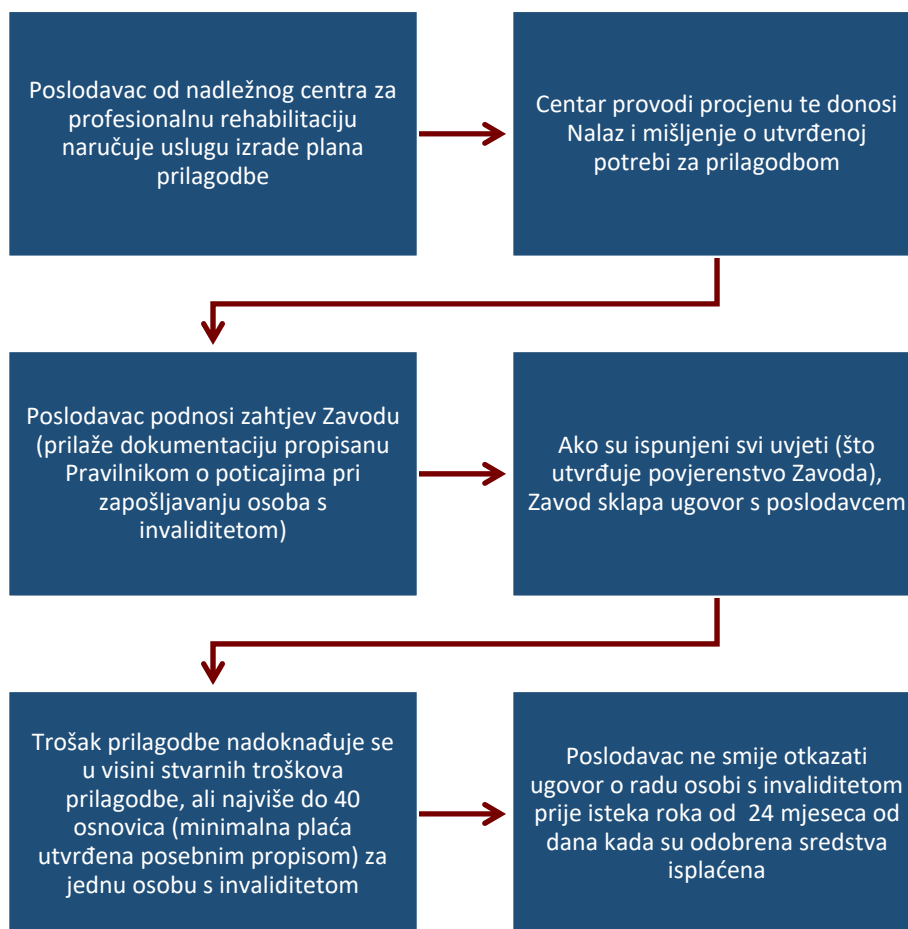 Poslodavac od nadležnog centra za
profesionalnu rehabilitaciju
naručuje uslugu izrade plana
prilagodbe
Centar provodi procjenu te donosi
Nalaz i mišljenje o utvrđenoj
potrebi za prilagodbom
Poslodavac podnosi zahtjev Zavodu
(prilaže dokumentaciju propisanu
Pravilnikom o poticajima pri
zapošljavanju osoba s
invaliditetom)
Ako su ispunjeni svi uvjeti (što
utvrđuje povjerenstvo Zavoda),
Zavod sklapa ugovor s poslodavcem
Trošak prilagodbe nadoknađuje se
u visini stvarnih troškova
prilagodbe, ali najviše do 40
osnovica (minimalna plaća
utvrđena posebnim propisom) za
jednu osobu s invaliditetom
Poslodavac ne smije otkazati
ugovor o radu osobi s invaliditetom
prije isteka roka od 24 mjeseca od
dana kada su odobrena sredstva
isplaćena